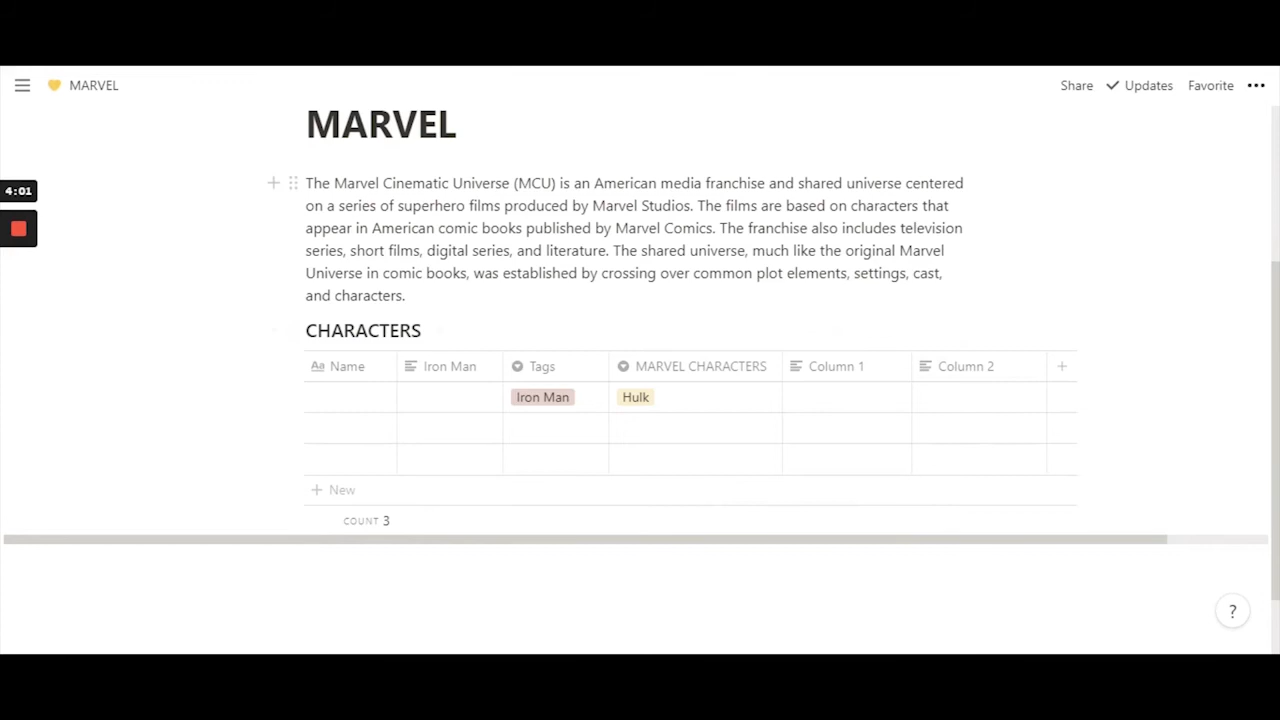 MARVEL
Share
Updates
Favorite
MARVEL
4:01
The Marvel Cinematic Universe (MCU) is an American media franchise and shared universe centered
on a series of superhero films produced by Marvel Studios. The films are based on characters that
appear in American comic books published by Marvel Comics. The franchise also includes television
series, short films, digital series, and literature. The shared universe, much like the original Marvel
Universe in comic books, was established by crossing over common plot elements, settings, cast,
and characters.
CHARACTERS
Aa Name Iron Man Tags MARVEL CHARACTERS Column 1 Column 2
Iron Man Hulk
New
COUNT 3
?